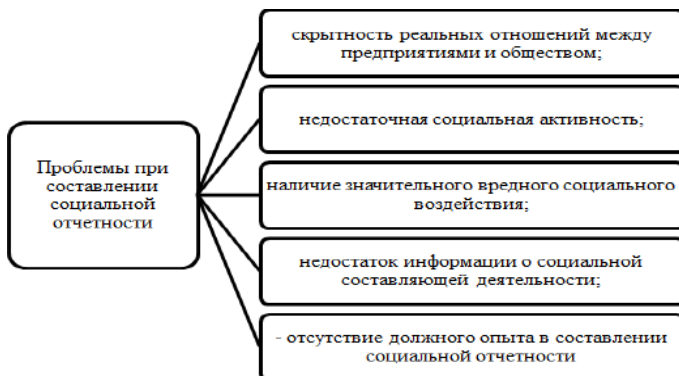 Проблемы при
составлении
социальной
отчетности
скрытность реальных отношений между
предприятиями и обществом;
недостаточная социальная активность;
наличие значительного вредного социального
воздействия;
недостаток информации о социальной
составляющей деятельности;
- отсутствие должного опыта в составлении
социальной отчетности